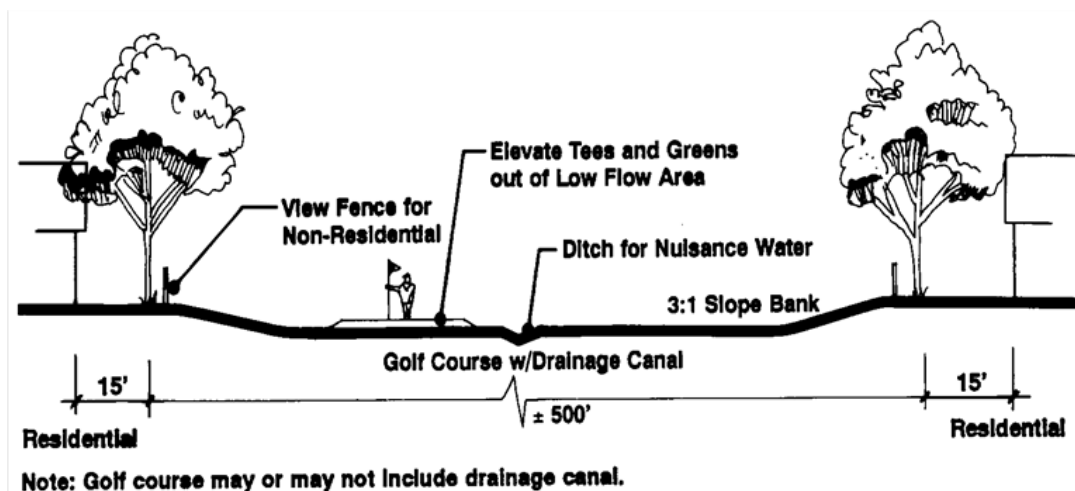 Elevate Tees and Greens
out of Low Flow Area
View Fence for
Non-Residential
Ditch for Nuisance Water
3:1 Slope Bank
Golf Course w/Drainage Canal
15'
15'
± 500'
Residential
Residential
Note: Golf course may or may not include drainage canal.